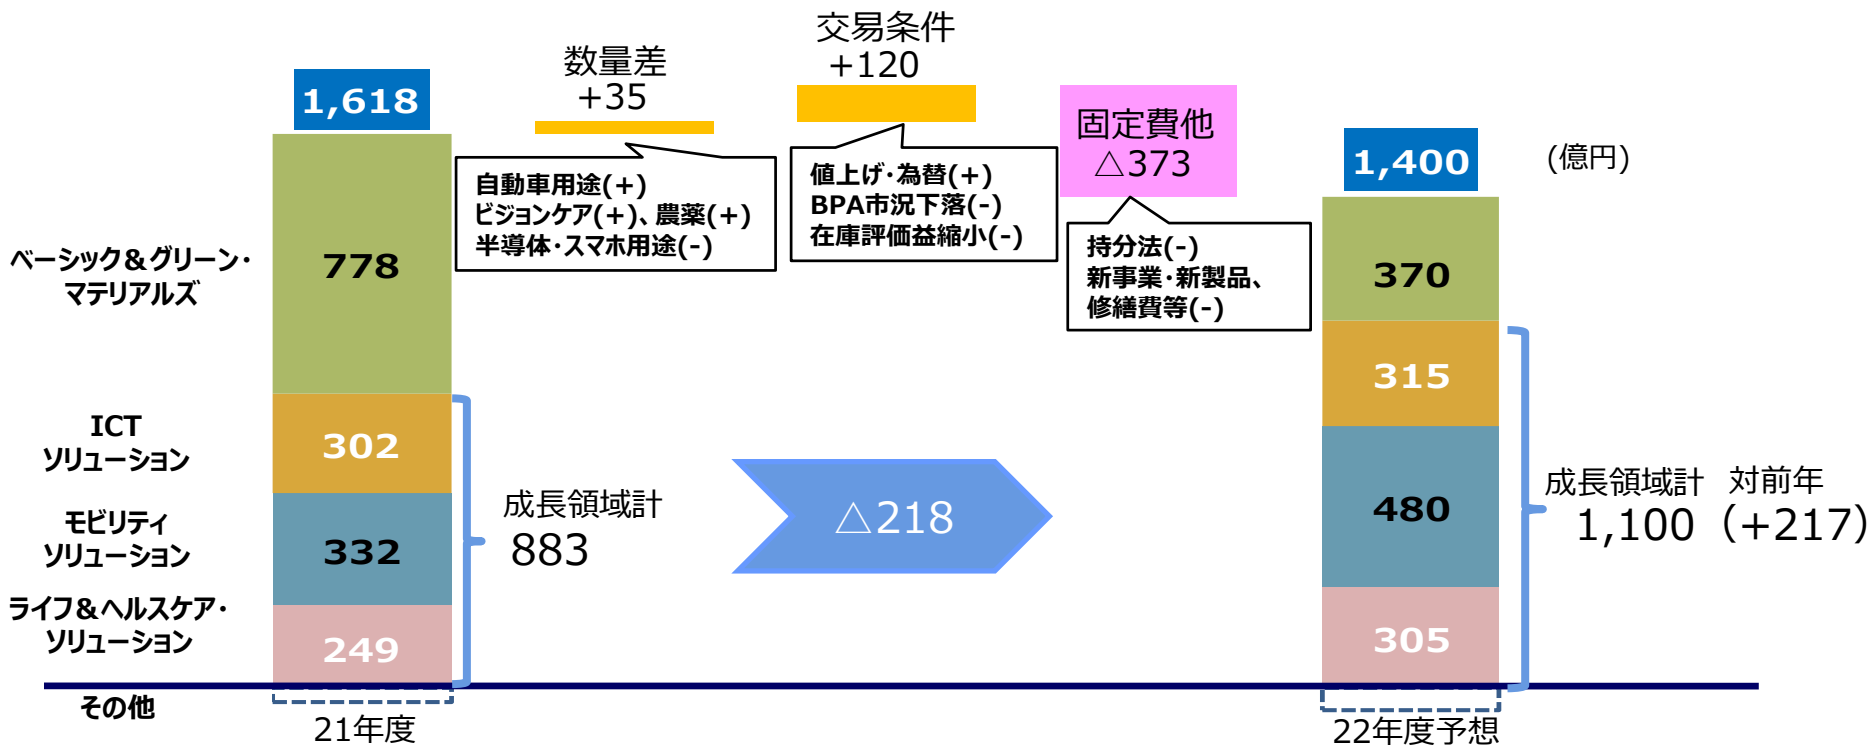 交易条件
+120
数量差
+35
1,618
固定費他
△373
1,400
(億円)
自動車用途(+)
ビジョンケア(+)、農薬(+)
半導体・スマホ用途(-)
値上げ・為替(+)
BPA市況下落(-)
在庫評価益縮小(-)
持分法(-)
新事業・新製品、
修繕費等(-)
ベーシック&グリーン・
マテリアルズ
778
370
315
ICT
ソリューション
302
成長領域計
883
△218
480
成長領域計 対前年
1,100 (+217)
モビリティ
ソリューション
332
ライフ&ヘルスケア・
ソリューション
249
305
その他
21年度
22年度予想